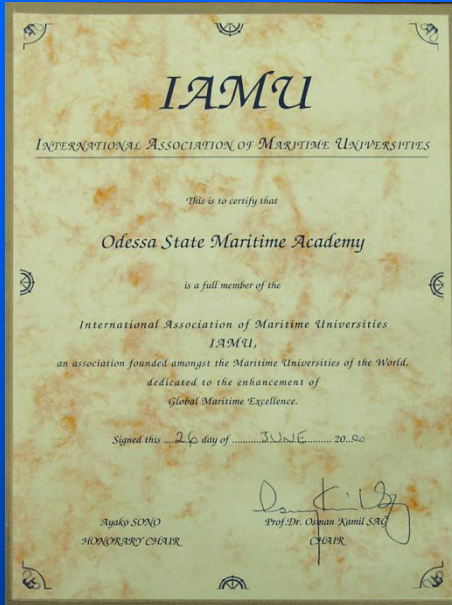 IAMU
INTERNATIONAL ASSOCIATION OF MARITIME UNIVERSITIES
This is to certify that
Odessa State Maritime Academy
is a full member of the
International Association of Maritime Universities
IAMU,
an association founded amongst the Maritime Universities of the World,
dedicated to the enhancement of
Global Maritime Excellence.
Signed this ....26 day of ............JUNE.......... 20..00
Ayako SONO
HONORARY CHAIR
Prof.Dr. Osman Kamil SAG
CHAIR